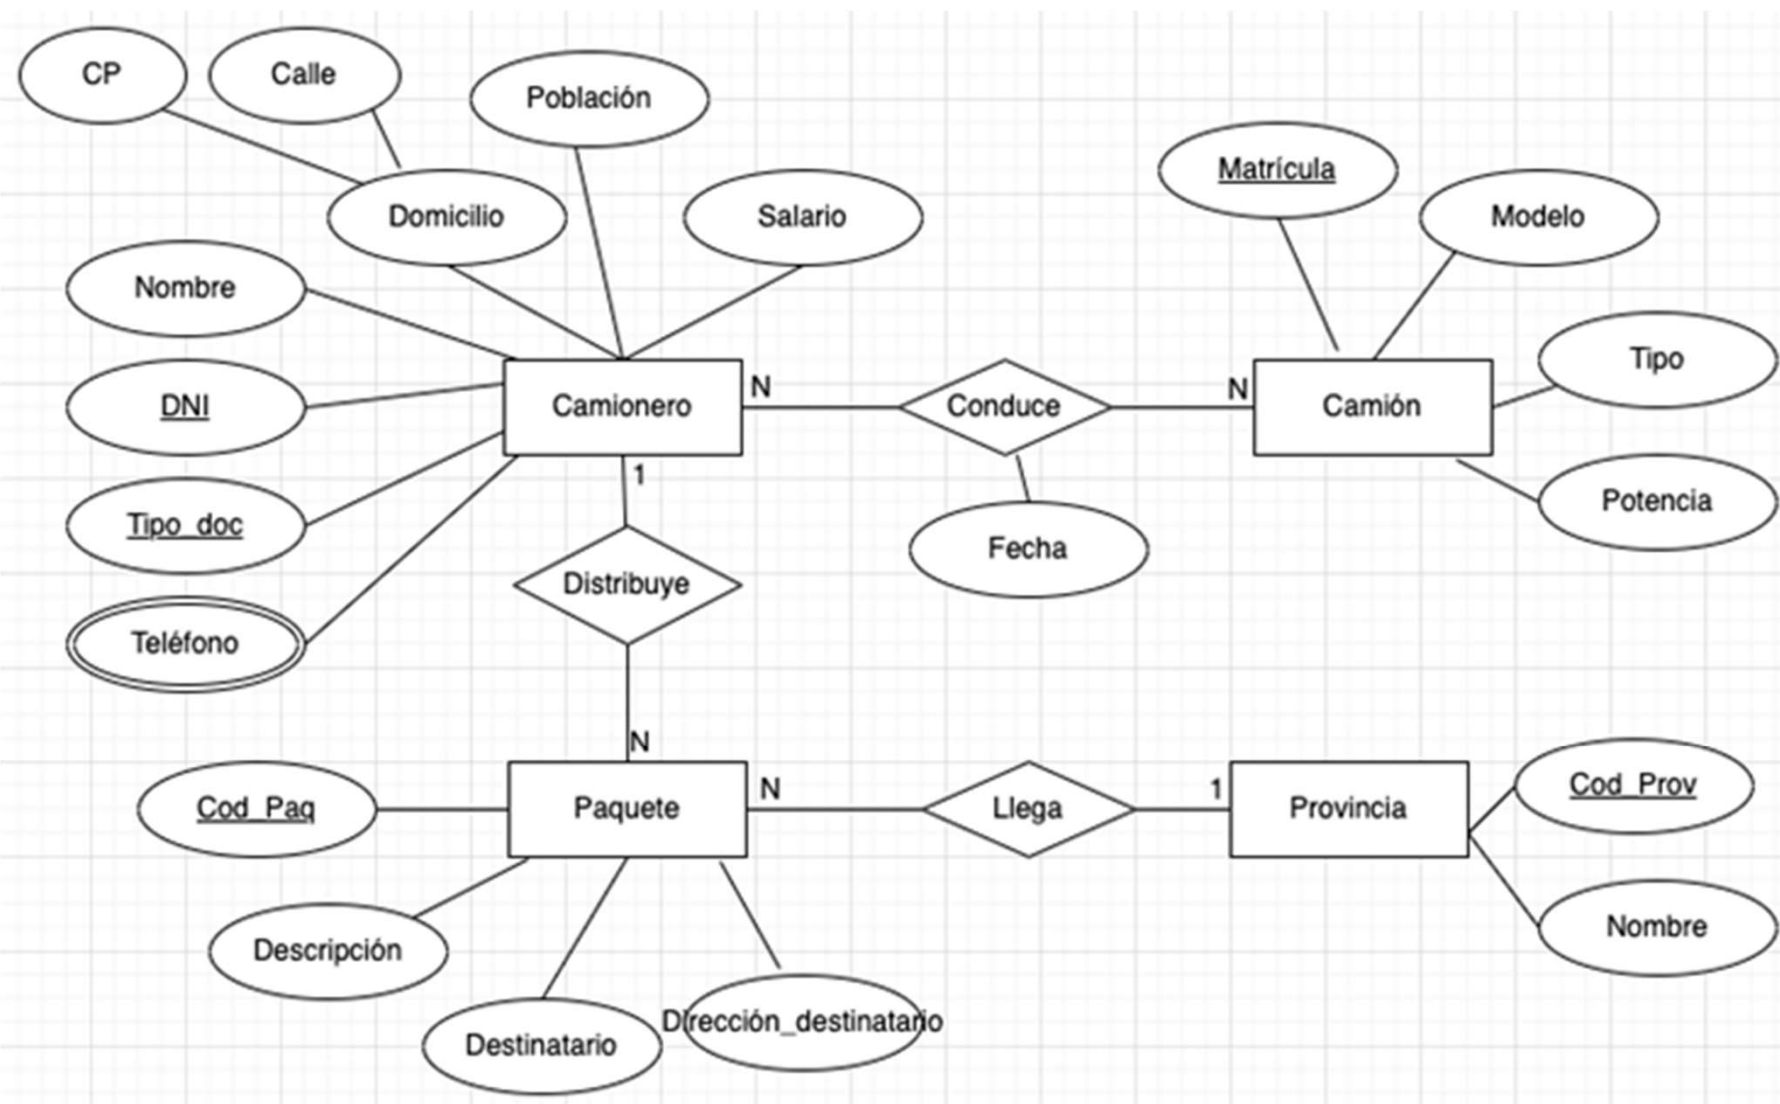 CP
Calle
Población
Domicilio
Salario
Matrícula
Modelo
Nombre
Tipo
DNI
Camionero
N
Conduce
N
Camión
Potencia
1
Tipo_doc
Fecha
Distribuye
Teléfono
N
Cod_Paq
Paquete
N
Llega
1
Provincia
Cod_Prov
Nombre
Descripción
Destinatario
Dirección_destinatario